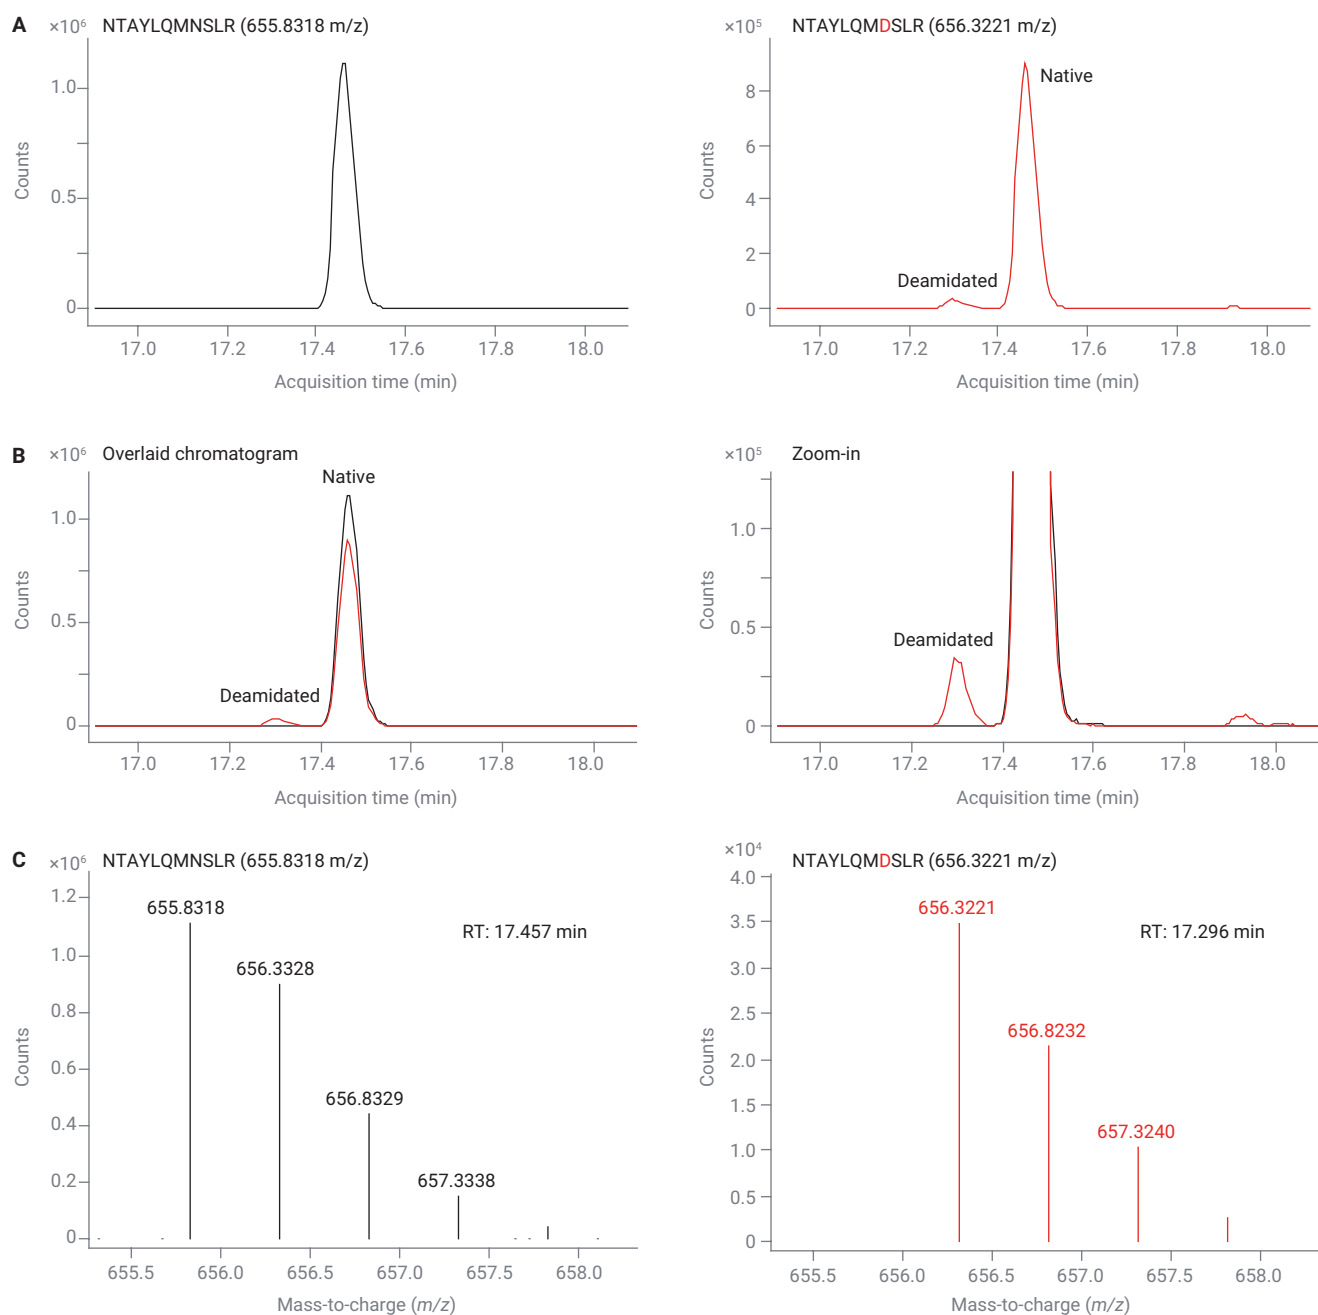 A
×10⁶
NTAYLQMNSLR (655.8318 m/z)
1.0
0.5
0
Counts
17.0 17.2 17.4 17.6 17.8 18.0
Acquisition time (min)
×10⁵
NTAYLQMDSLR (656.3221 m/z)
Native
Deamidated
8
6
4
2
0
Counts
17.0 17.2 17.4 17.6 17.8 18.0
Acquisition time (min)
B
×10⁶
Overlaid chromatogram
Native
Deamidated
1.0
0.5
0
Counts
17.0 17.2 17.4 17.6 17.8 18.0
Acquisition time (min)
×10⁵
Zoom-in
Deamidated
1.0
0.5
0
Counts
17.0 17.2 17.4 17.6 17.8 18.0
Acquisition time (min)
C
×10⁶
NTAYLQMNSLR (655.8318 m/z)
1.2
1.0
0.8
0.6
0.4
0.2
0
Counts
655.8318
RT: 17.457 min
656.3328
656.8329
657.3338
655.5 656.0 656.5 657.0 657.5 658.0
Mass-to-charge (m/z)
×10⁴
NTAYLQMDSLR (656.3221 m/z)
4.0
3.5
3.0
2.5
2.0
1.5
1.0
0.5
0
Counts
656.3221
RT: 17.296 min
656.8232
657.3240
655.5 656.0 656.5 657.0 657.5 658.0
Mass-to-charge (m/z)